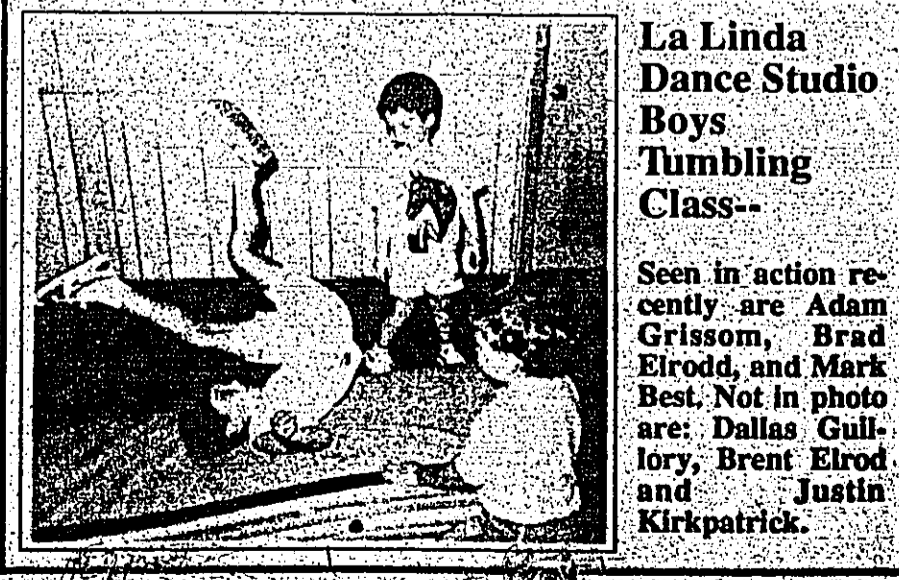 La Linda
Dance Studio
Boys
Tumbling
Class--
Seen in action re-
cently are Adam
Grissom, Brad
Elrodd, and Mark
Best. Not in photo
are: Dallas Guil-
lory, Brent Elrod
and Justin
Kirkpatrick.